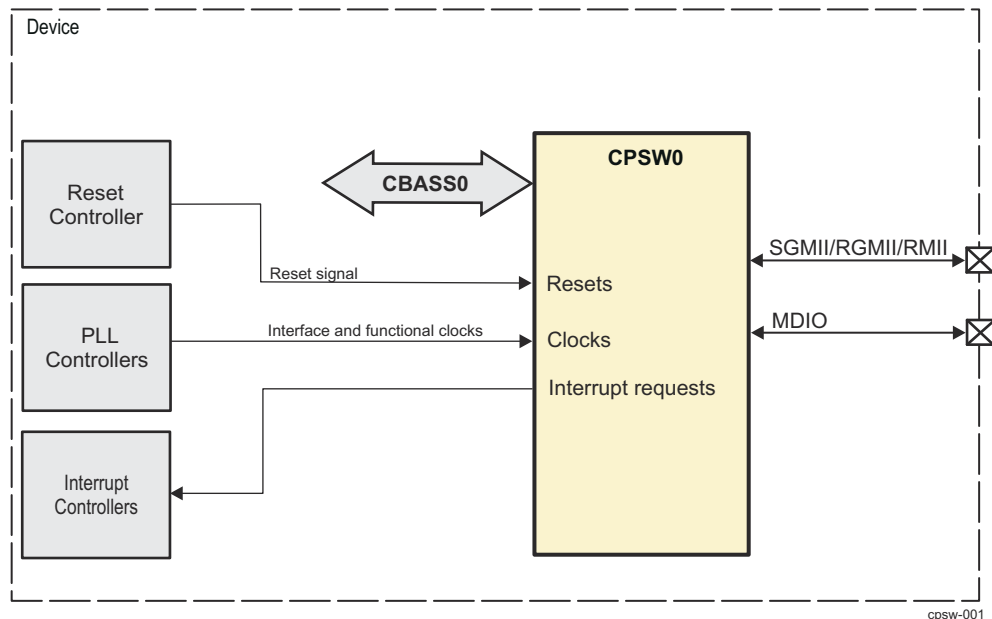 Device
CPSW0
CBASS0
Reset
Controller
SGMII/RGMII/RMII
Reset signal
Resets
MDIO
PLL
Controllers
Interface and functional clocks
Clocks
Interrupt requests
Interrupt
Controllers
cpsw-001